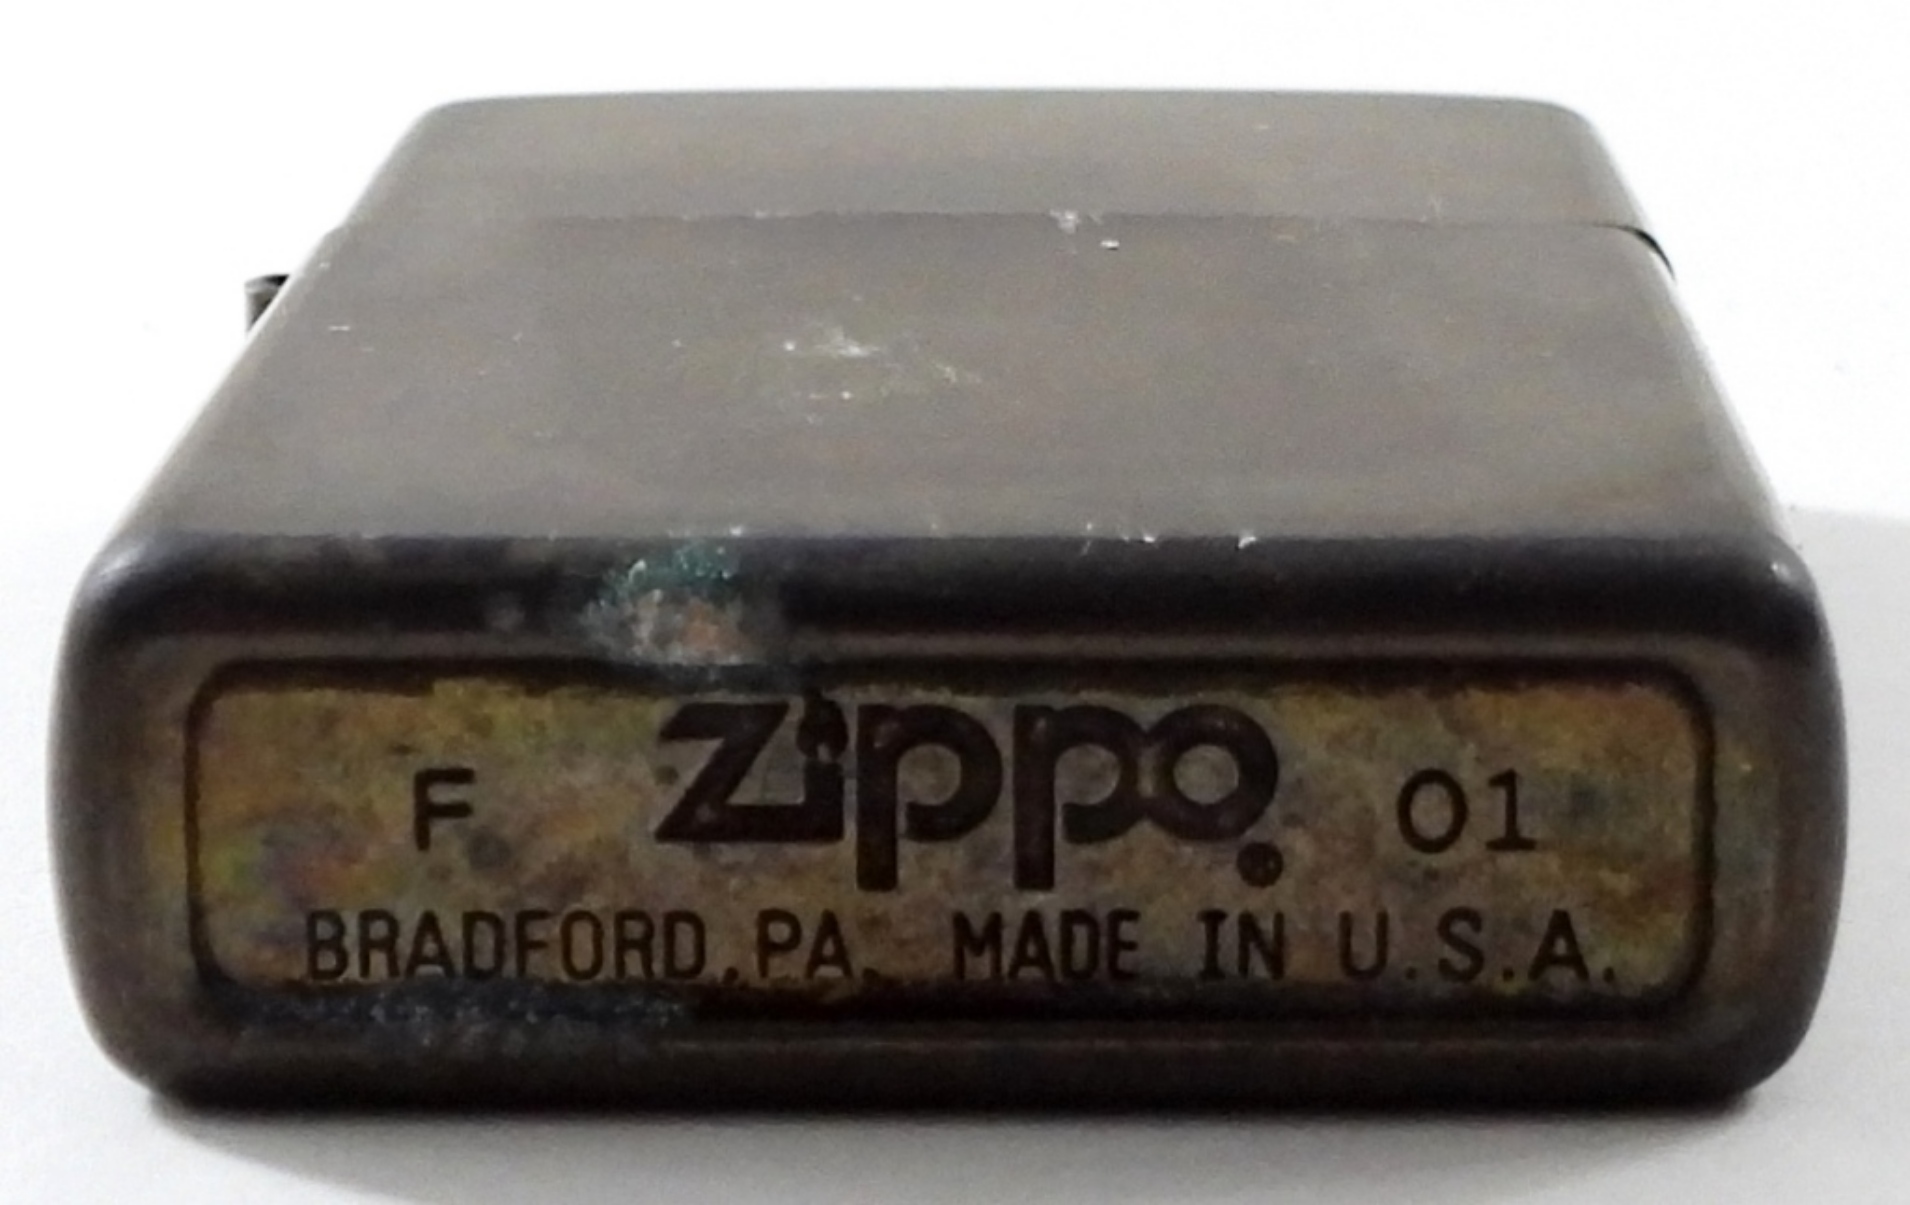 F Zippo® 01
BRADFORD, PA. MADE IN U.S.A.